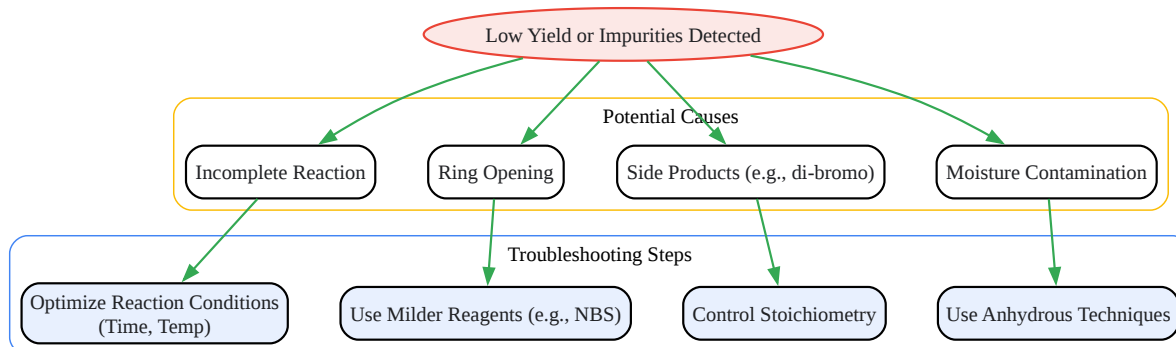 Low Yield or Impurities Detected
Potential Causes
Incomplete Reaction
Ring Opening
Side Products (e.g., di-bromo)
Moisture Contamination
Troubleshooting Steps
Optimize Reaction Conditions
(Time, Temp)
Use Milder Reagents (e.g., NBS)
Control Stoichiometry
Use Anhydrous Techniques